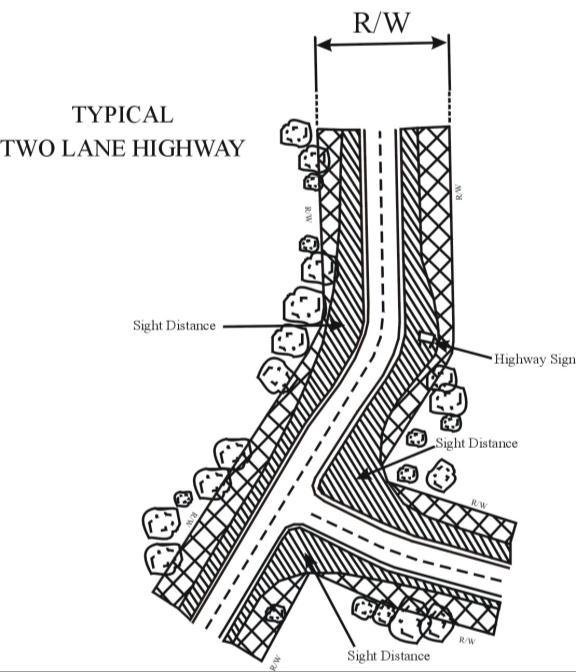 R/W
TYPICAL
TWO LANE HIGHWAY
R/W
R/W
Sight Distance
Highway Sign
Sight Distance
R/W
R/W
R/W
Sight Distance
R/W